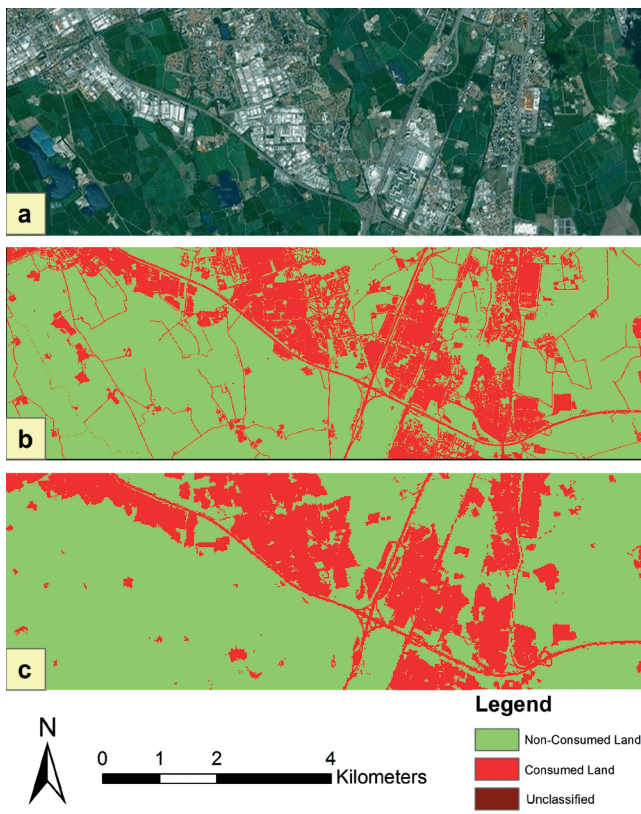 a
b
c
Legend
N
Non-Consumed Land
0 1 2 4
Consumed Land
Kilometers
Unclassified